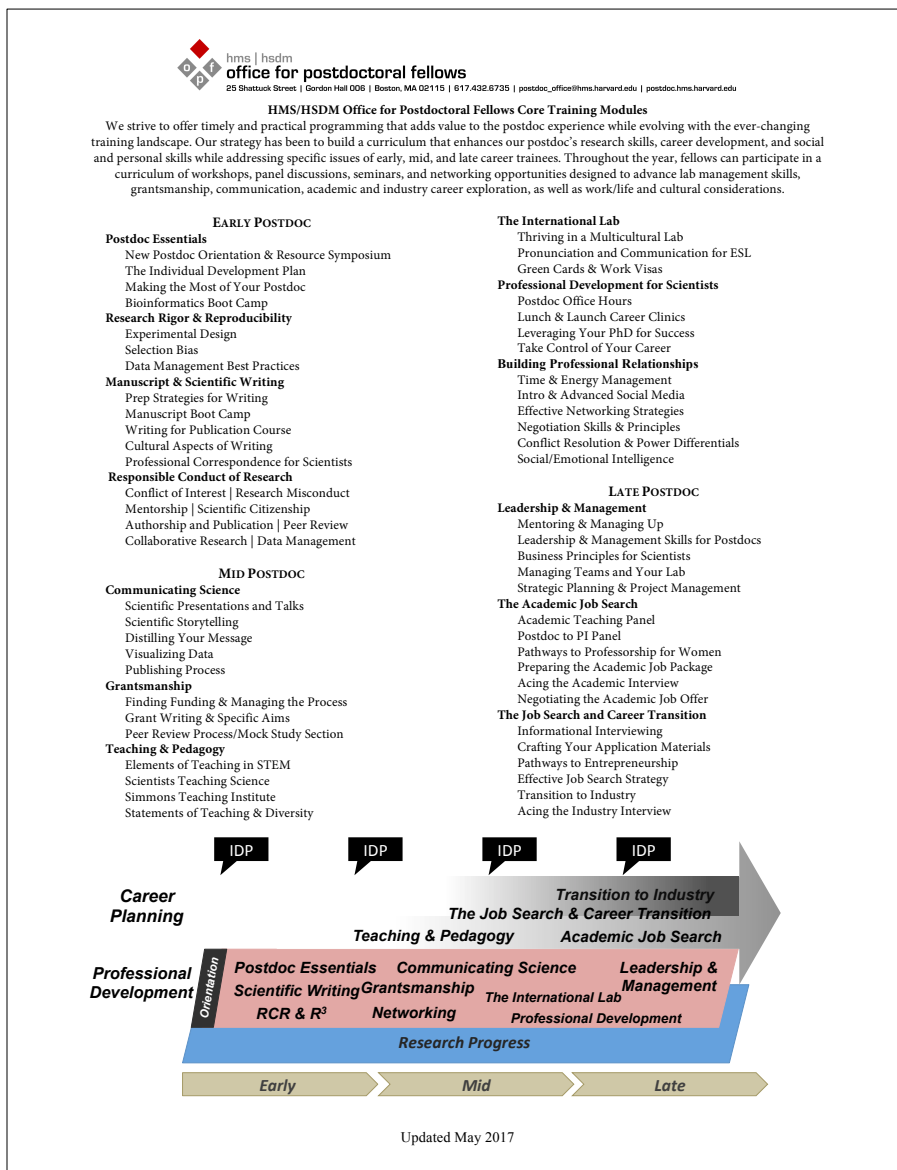 hms | hsdm
o p f
office for postdoctoral fellows
25 Shattuck Street | Gordon Hall 006 | Boston, MA 02115 | 617.432.6735 | postdoc_office@hms.harvard.edu | postdoc.hms.harvard.edu
HMS/HSDM Office for Postdoctoral Fellows Core Training Modules
We strive to offer timely and practical programming that adds value to the postdoc experience while evolving with the ever-changing
training landscape. Our strategy has been to build a curriculum that enhances our postdoc's research skills, career development, and social
and personal skills while addressing specific issues of early, mid, and late career trainees. Throughout the year, fellows can participate in a
curriculum of workshops, panel discussions, seminars, and networking opportunities designed to advance lab management skills,
grantsmanship, communication, academic and industry career exploration, as well as work/life and cultural considerations.
EARLY POSTDOC
Postdoc Essentials
New Postdoc Orientation & Resource Symposium
The Individual Development Plan
Making the Most of Your Postdoc
Bioinformatics Boot Camp
Research Rigor & Reproducibility
Experimental Design
Selection Bias
Data Management Best Practices
Manuscript & Scientific Writing
Prep Strategies for Writing
Manuscript Boot Camp
Writing for Publication Course
Cultural Aspects of Writing
Professional Correspondence for Scientists
Responsible Conduct of Research
Conflict of Interest | Research Misconduct
Mentorship | Scientific Citizenship
Authorship and Publication | Peer Review
Collaborative Research | Data Management
MID POSTDOC
Communicating Science
Scientific Presentations and Talks
Scientific Storytelling
Distilling Your Message
Visualizing Data
Publishing Process
Grantsmanship
Finding Funding & Managing the Process
Grant Writing & Specific Aims
Peer Review Process/Mock Study Section
Teaching & Pedagogy
Elements of Teaching in STEM
Scientists Teaching Science
Simmons Teaching Institute
Statements of Teaching & Diversity
The International Lab
Thriving in a Multicultural Lab
Pronunciation and Communication for ESL
Green Cards & Work Visas
Professional Development for Scientists
Postdoc Office Hours
Lunch & Launch Career Clinics
Leveraging Your PhD for Success
Take Control of Your Career
Building Professional Relationships
Time & Energy Management
Intro & Advanced Social Media
Effective Networking Strategies
Negotiation Skills & Principles
Conflict Resolution & Power Differentials
Social/Emotional Intelligence
LATE POSTDOC
Leadership & Management
Mentoring & Managing Up
Leadership & Management Skills for Postdocs
Business Principles for Scientists
Managing Teams and Your Lab
Strategic Planning & Project Management
The Academic Job Search
Academic Teaching Panel
Postdoc to PI Panel
Pathways to Professorship for Women
Preparing the Academic Job Package
Acing the Academic Interview
Negotiating the Academic Job Offer
The Job Search and Career Transition
Informational Interviewing
Crafting Your Application Materials
Pathways to Entrepreneurship
Effective Job Search Strategy
Transition to Industry
Acing the Industry Interview
IDP IDP IDP IDP
Career
Planning
Transition to Industry
The Job Search & Career Transition
Teaching & Pedagogy Academic Job Search
Professional
Development
Orientation
Postdoc Essentials Communicating Science Leadership &
Management
Scientific Writing Grantsmanship The International Lab
RCR & R³ Networking Professional Development
Research Progress
Early Mid Late
Updated May 2017